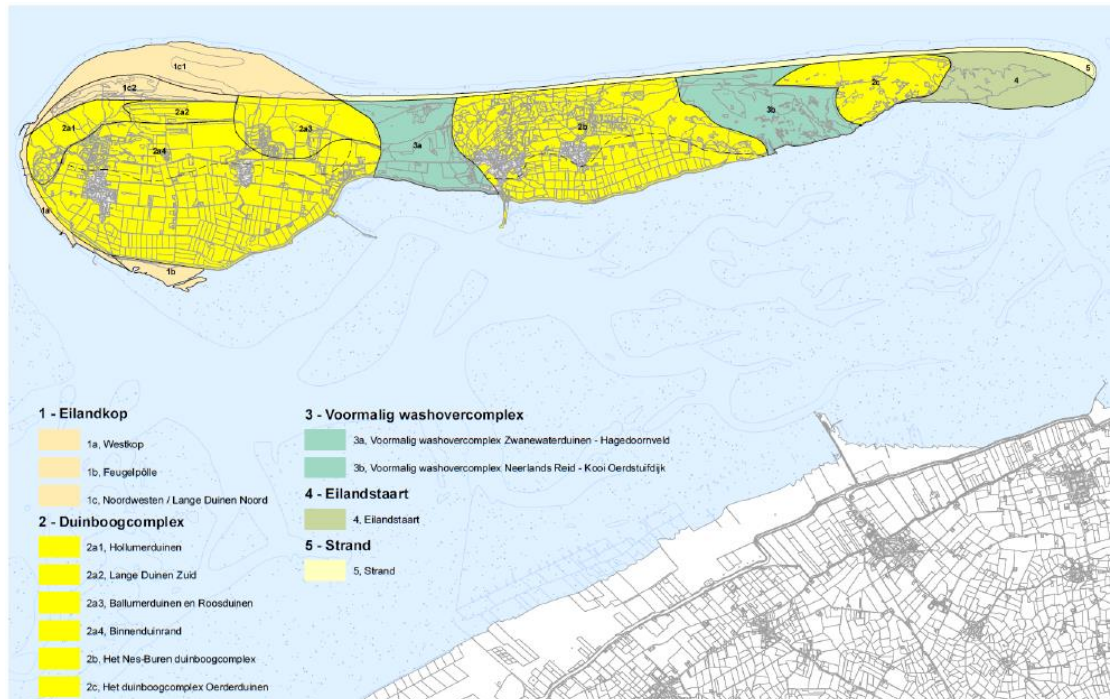 1c1
1c2
2a1
2a2
2a3
2a4
1a
1b
3a
2b
3b
2c
4
5
1 - Eilandkop
1a, Westkop
1b, Feugelpôlle
1c, Noordwesten / Lange Duinen Noord
2 - Duinboogcomplex
2a1, Hollumerduinen
2a2, Lange Duinen Zuid
2a3, Ballumerduinen en Roosduinen
2a4, Binnenduinrand
2b, Het Nes-Buren duinboogcomplex
2c, Het duinboogcomplex Oerderduinen
3 - Voormalig washovercomplex
3a, Voormalig washovercomplex Zwanewaterduinen - Hagedoornveld
3b, Voormalig washovercomplex Neerlands Reid - Kooi Oerdstuifdijk
4 - Eilandstaart
4, Eilandstaart
5 - Strand
5, Strand